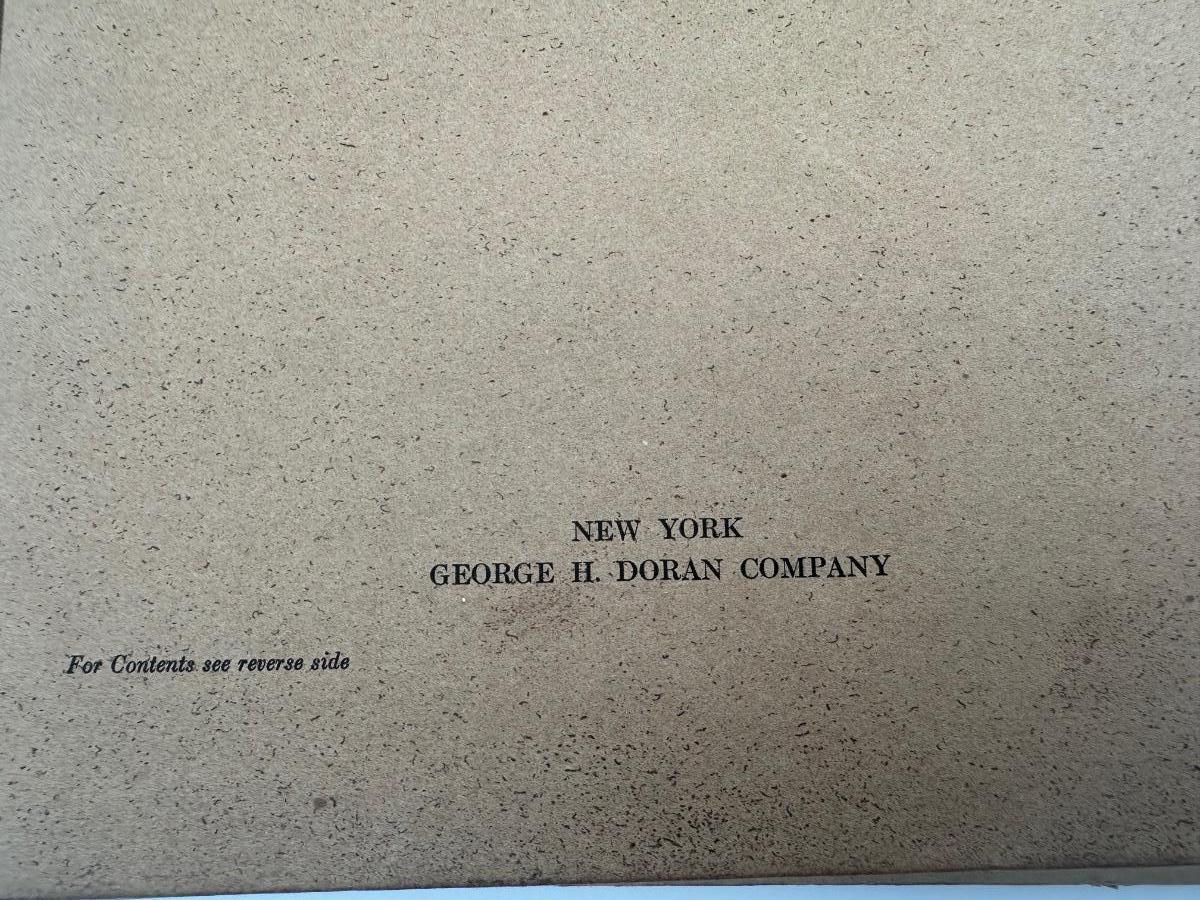 NEW YORK
GEORGE H. DORAN COMPANY
For Contents see reverse side